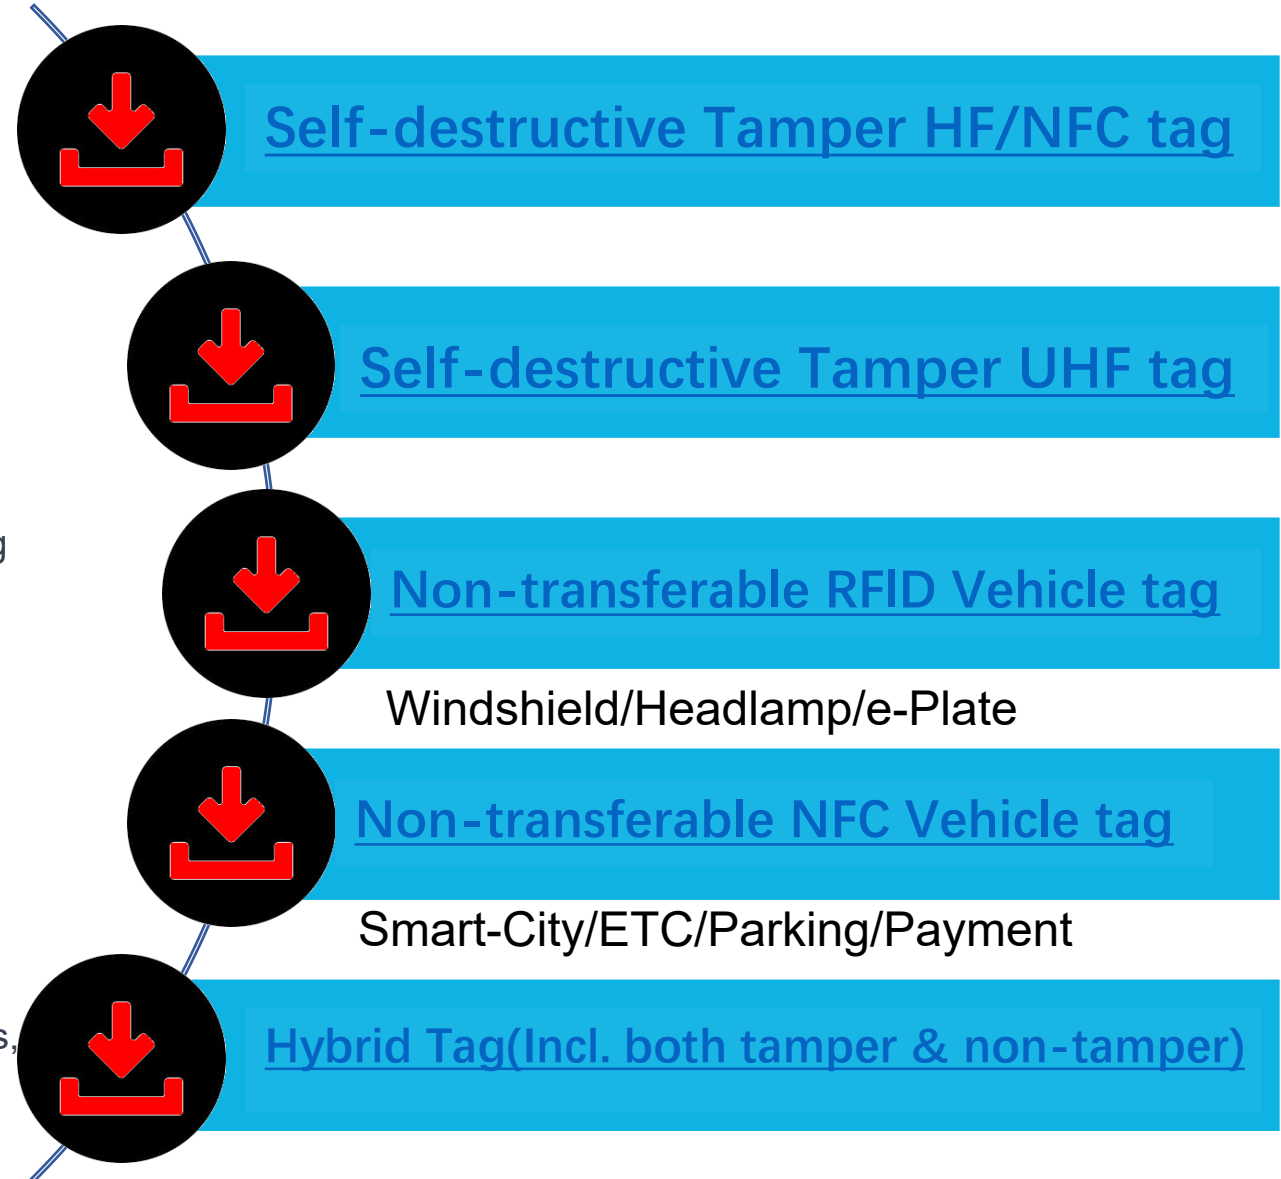 Self-destructive Tamper HF/NFC tag
Self-destructive Tamper UHF tag
Non-transferable RFID Vehicle tag
Windshield/Headlamp/e-Plate
Non-transferable NFC Vehicle tag
Smart-City/ETC/Parking/Payment
Hybrid Tag(Incl. both tamper & non-tamper)